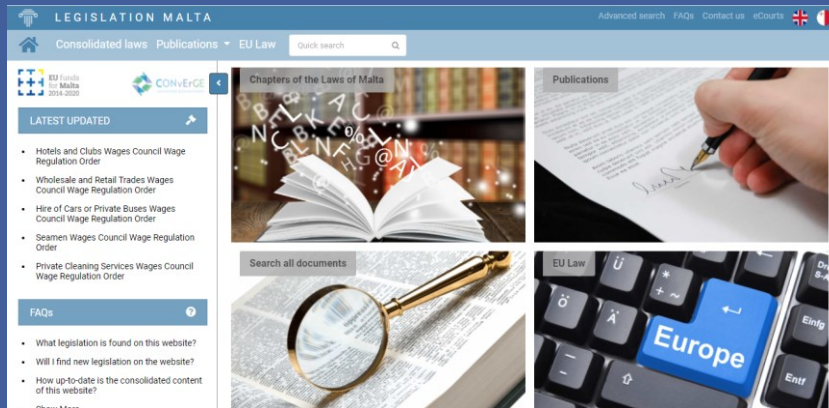 LEGISLATION MALTA
Advanced search FAQs Contact us eCourts
Consolidated laws Publications EU Law Quick search
EU funds
for Malta
2014-2020
CONvErGE
LATEST UPDATED
Hotels and Clubs Wages Council Wage
Regulation Order
Wholesale and Retail Trades Wages
Council Wage Regulation Order
Hire of Cars or Private Buses Wages
Council Wage Regulation Order
Seamen Wages Council Wage Regulation
Order
Private Cleaning Services Wages Council
Wage Regulation Order
FAQs
What legislation is found on this website?
Will I find new legislation on the website?
How up-to-date is the consolidated content
of this website?
Chapters of the Laws of Malta
Publications
Search all documents
EU Law
Ü
Ö
Ä
Europe
Einfg
Entf